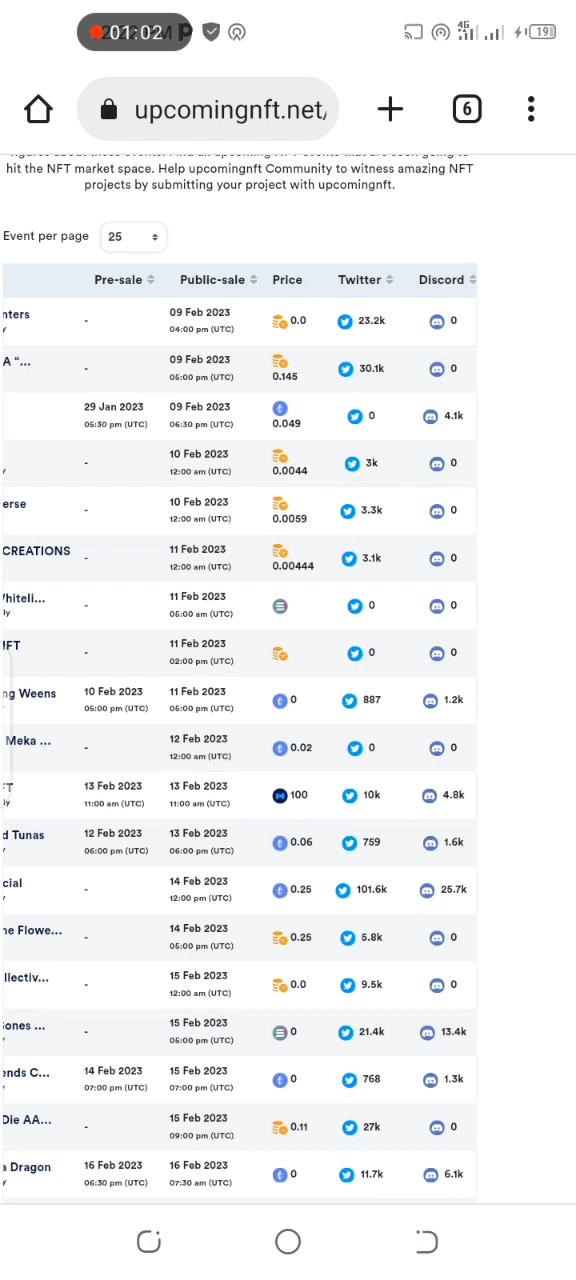 01:02
4G
19
upcomingnft.net,
6
hit the NFT market space. Help upcomingnft Community to witness amazing NFT
projects by submitting your project with upcomingnft.
Event per page 25
Pre-sale Public-sale Price Twitter Discord
nters - 09 Feb 2023 04:00 pm (UTC) 0.0 23.2k 0
A “... - 09 Feb 2023 05:00 pm (UTC) 0.145 30.1k 0
29 Jan 2023 05:30 pm (UTC) 09 Feb 2023 06:30 pm (UTC) 0.049 0 4.1k
- 10 Feb 2023 12:00 am (UTC) 0.0044 3k 0
erse - 10 Feb 2023 12:00 am (UTC) 0.0059 3.3k 0
CREATIONS - 11 Feb 2023 12:00 am (UTC) 0.00444 3.1k 0
hiteli... - 11 Feb 2023 05:00 am (UTC) 0 0
FT - 11 Feb 2023 02:00 pm (UTC) 0 0
ng Weens 10 Feb 2023 05:00 pm (UTC) 11 Feb 2023 05:00 pm (UTC) 0 887 1.2k
Meka ... - 12 Feb 2023 12:00 am (UTC) 0.02 0 0
T 13 Feb 2023 11:00 am (UTC) 13 Feb 2023 11:00 am (UTC) 100 10k 4.8k
d Tunas 12 Feb 2023 06:00 pm (UTC) 13 Feb 2023 06:00 pm (UTC) 0.06 759 1.6k
cial - 14 Feb 2023 12:00 pm (UTC) 0.25 101.6k 25.7k
ne Flowe... - 14 Feb 2023 05:00 pm (UTC) 0.25 5.8k 0
llectiv... - 15 Feb 2023 12:00 am (UTC) 0.0 9.5k 0
Bones ... - 15 Feb 2023 05:00 pm (UTC) 0 21.4k 13.4k
ends C... 14 Feb 2023 07:00 pm (UTC) 15 Feb 2023 07:00 pm (UTC) 0 768 1.3k
Die AA... - 15 Feb 2023 09:00 pm (UTC) 0.11 27k 0
a Dragon 16 Feb 2023 06:30 pm (UTC) 16 Feb 2023 07:30 am (UTC) 0 11.7k 6.1k